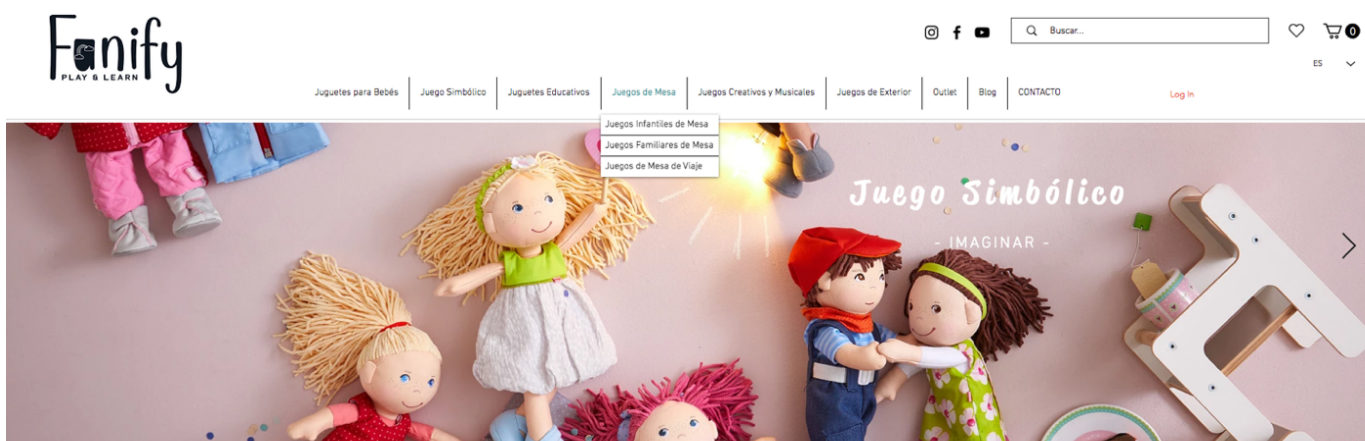 Fanify
PLAY & LEARN
Buscar...
0
ES
Juguetes para Bebés
Juego Simbólico
Juguetes Educativos
Juegos de Mesa
Juegos Creativos y Musicales
Juegos de Exterior
Outlet
Blog
CONTACTO
Log In
Juegos Infantiles de Mesa
Juegos Familiares de Mesa
Juegos de Mesa de Viaje
Juego Simbólico
- IMAGINAR -